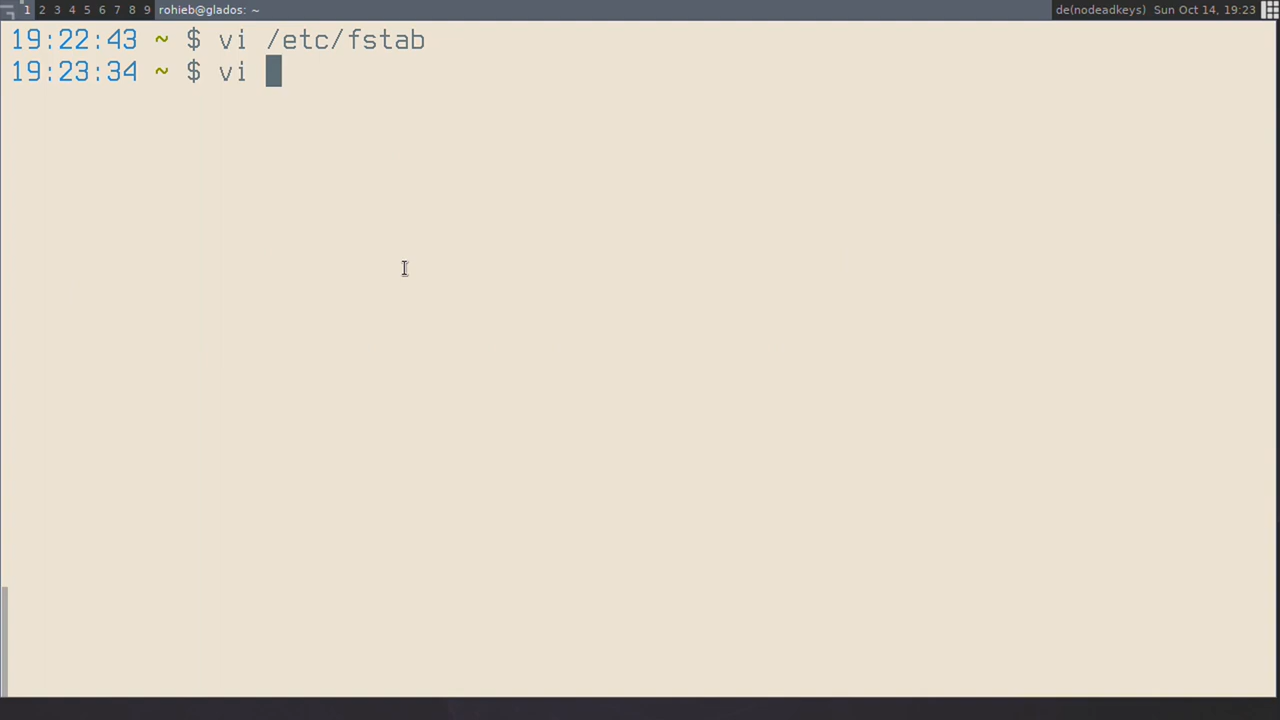 1 2 3 4 5 6 7 8 9 rohieb@glados: ~ de(nodeadkeys) Sun Oct 14, 19:23
19:22:43 ~ $ vi /etc/fstab
19:23:34 ~ $ vi